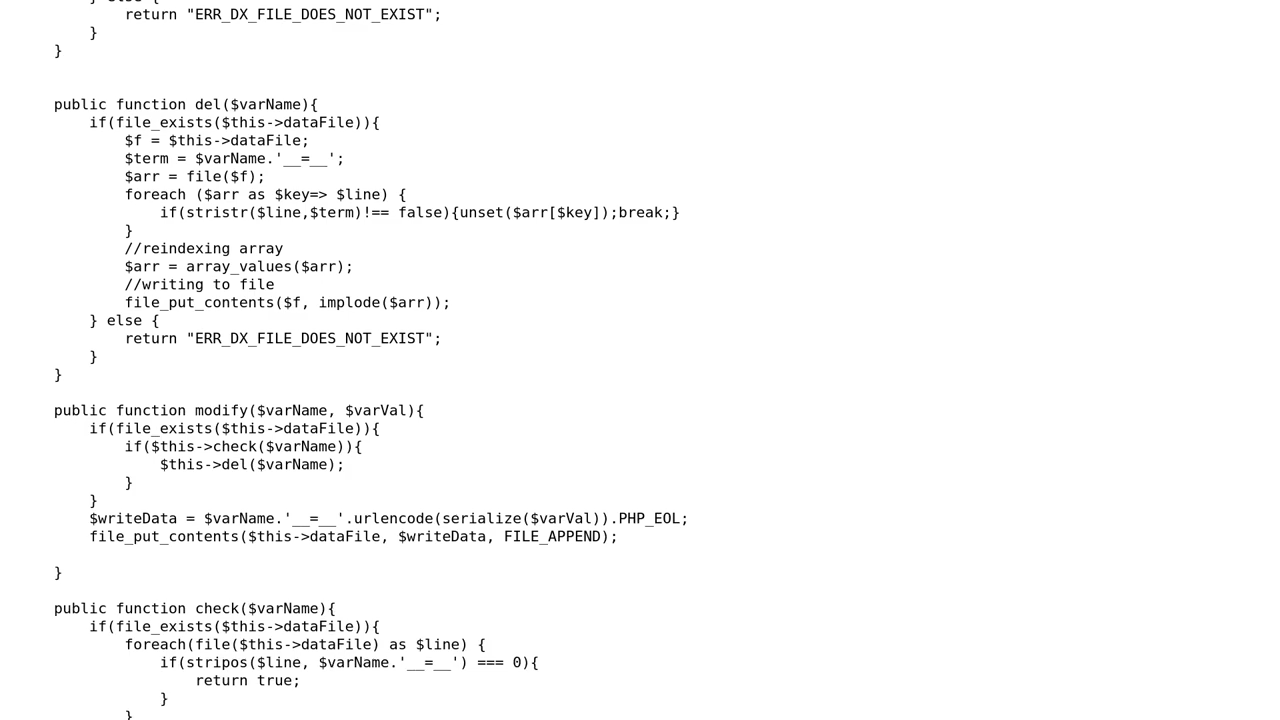 } else {
return "ERR_DX_FILE_DOES_NOT_EXIST";
}
}
public function del($varName){
if(file_exists($this->dataFile)){
$f = $this->dataFile;
$term = $varName.'__=__';
$arr = file($f);
foreach ($arr as $key=> $line) {
if(stristr($line,$term)!== false){unset($arr[$key]);break;}
}
//reindexing array
$arr = array_values($arr);
//writing to file
file_put_contents($f, implode($arr));
} else {
return "ERR_DX_FILE_DOES_NOT_EXIST";
}
}
public function modify($varName, $varVal){
if(file_exists($this->dataFile)){
if($this->check($varName)){
$this->del($varName);
}
}
$writeData = $varName.'__=__'.urlencode(serialize($varVal)).PHP_EOL;
file_put_contents($this->dataFile, $writeData, FILE_APPEND);
}
public function check($varName){
if(file_exists($this->dataFile)){
foreach(file($this->dataFile) as $line) {
if(stripos($line, $varName.'__=__') === 0){
return true;
}
}